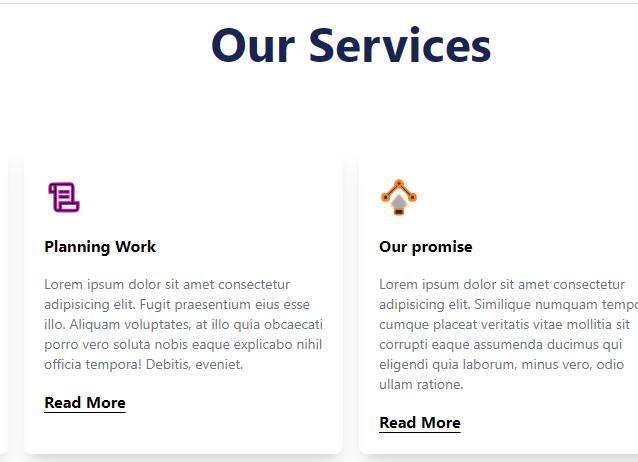 Our Services
Planning Work
Lorem ipsum dolor sit amet consectetur
adipisicing elit. Fugit praesentium eius esse
illo. Aliquam voluptates, at illo quia obcaecati
porro vero soluta nobis eaque explicabo nihil
officia tempora! Debitis, eveniet.
Read More
Our promise
Lorem ipsum dolor sit amet consectetur
adipisicing elit. Similique numquam tempo
cumque placeat veritatis vitae mollitia sit
corrupti eaque assumenda ducimus qui
eligendi quia laborum, minus vero, odio
ullam ratione.
Read More